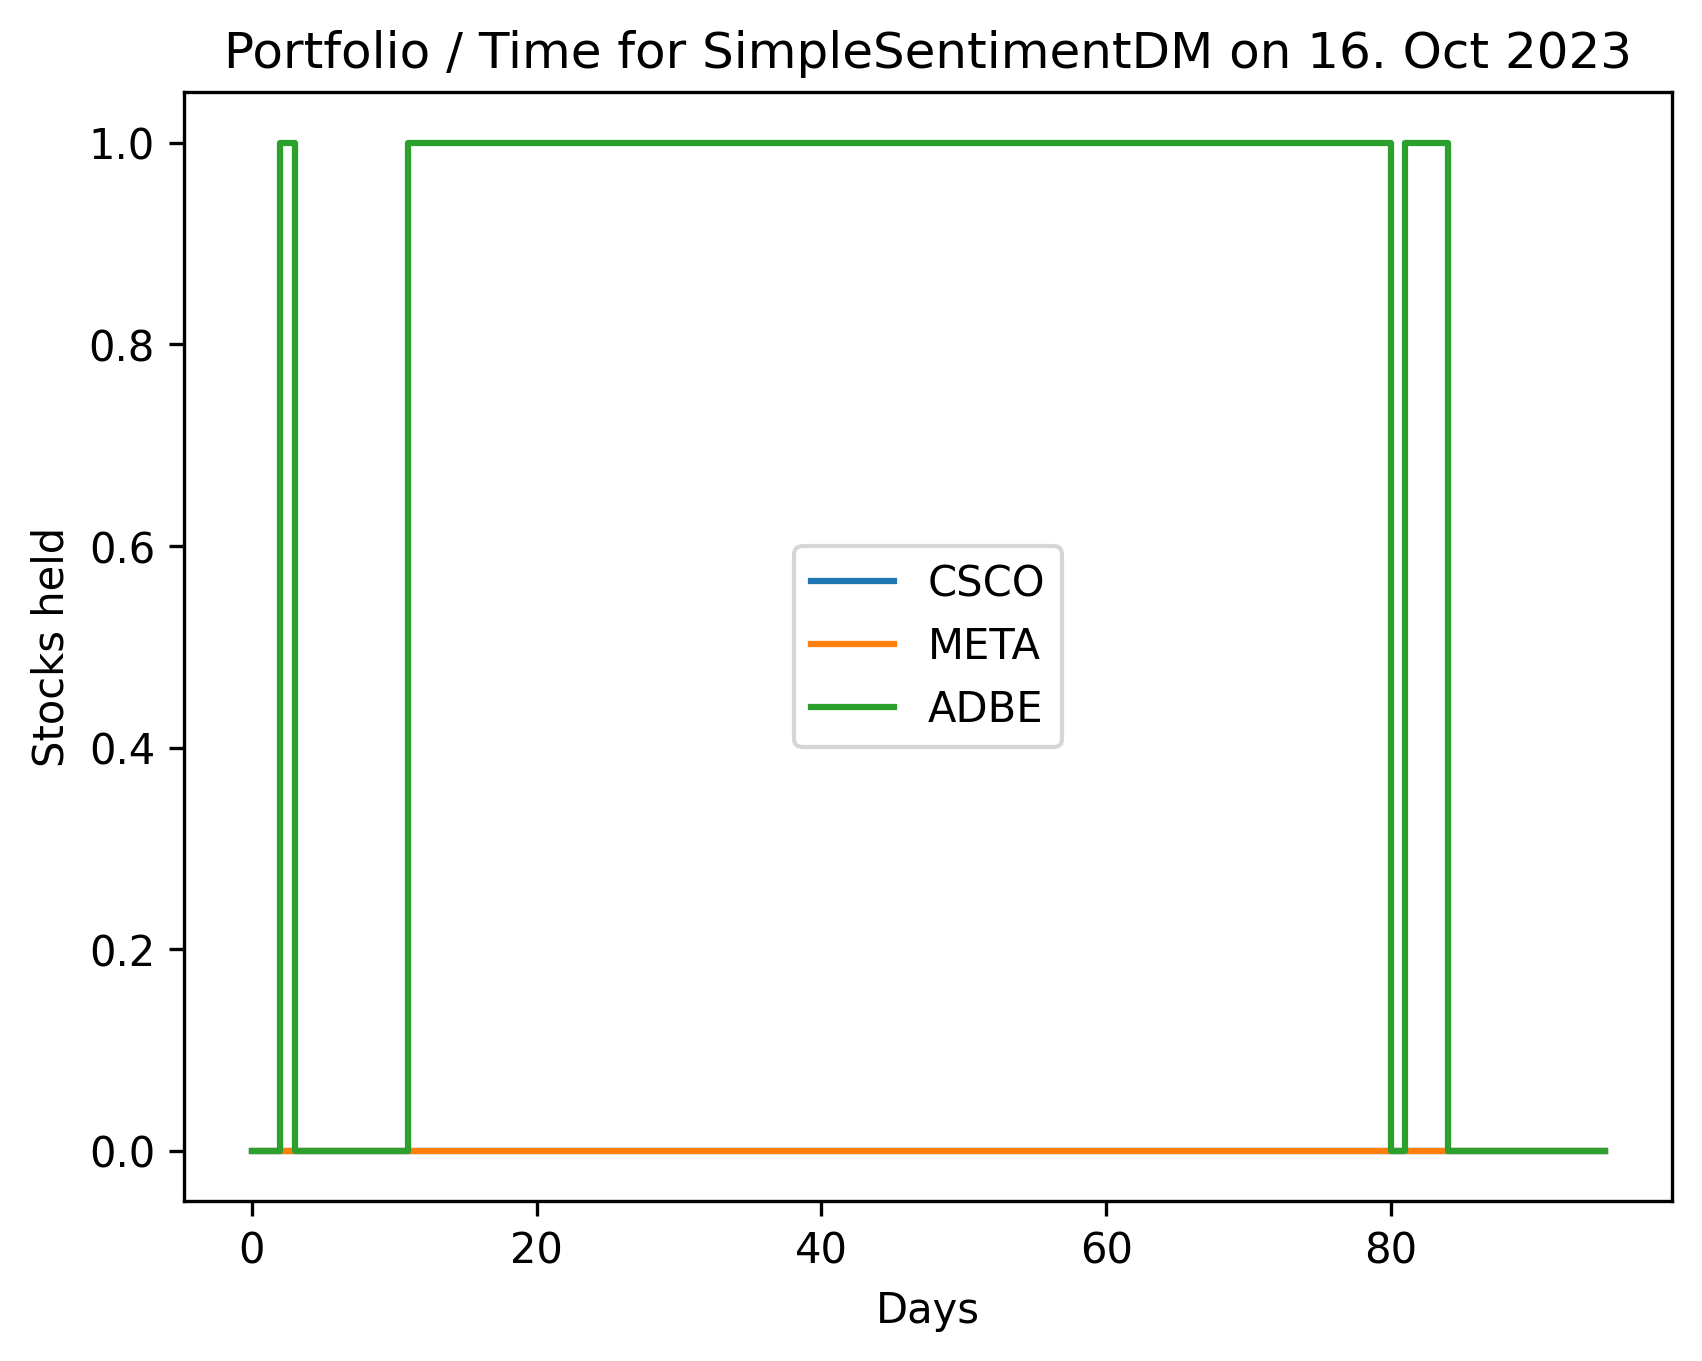 Portfolio / Time for SimpleSentimentDM on 16. Oct 2023
1.0
0.8
0.6
0.4
0.2
0.0
Stocks held
CSCO
META
ADBE
0 20 40 60 80
Days